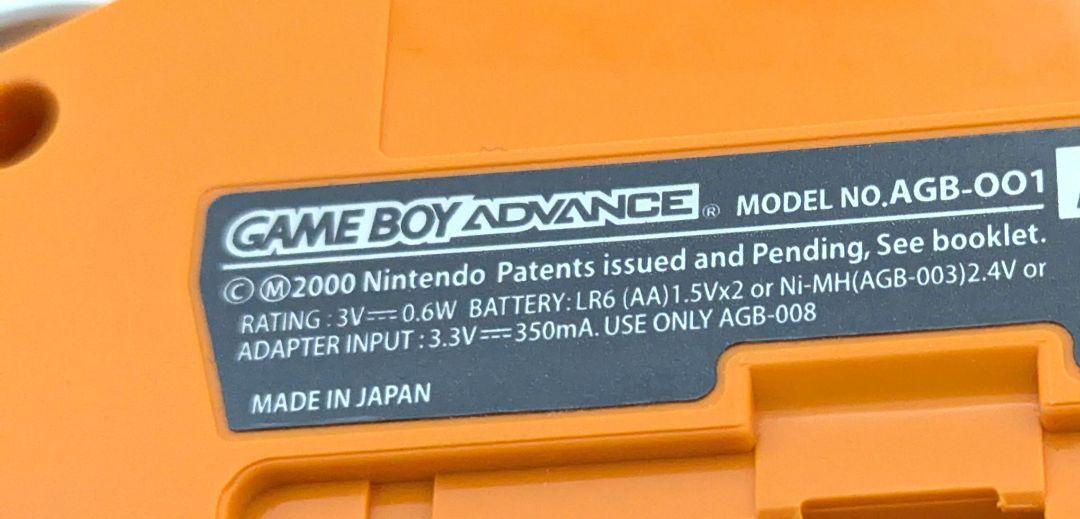 GAME BOY ADVANCE ® MODEL NO.AGB-001
©Ⓜ2000 Nintendo Patents issued and Pending, See booklet.
RATING : 3V⎓0.6W BATTERY: LR6 (AA)1.5Vx2 or Ni-MH(AGB-003)2.4V or
ADAPTER INPUT : 3.3V⎓350mA. USE ONLY AGB-008
MADE IN JAPAN